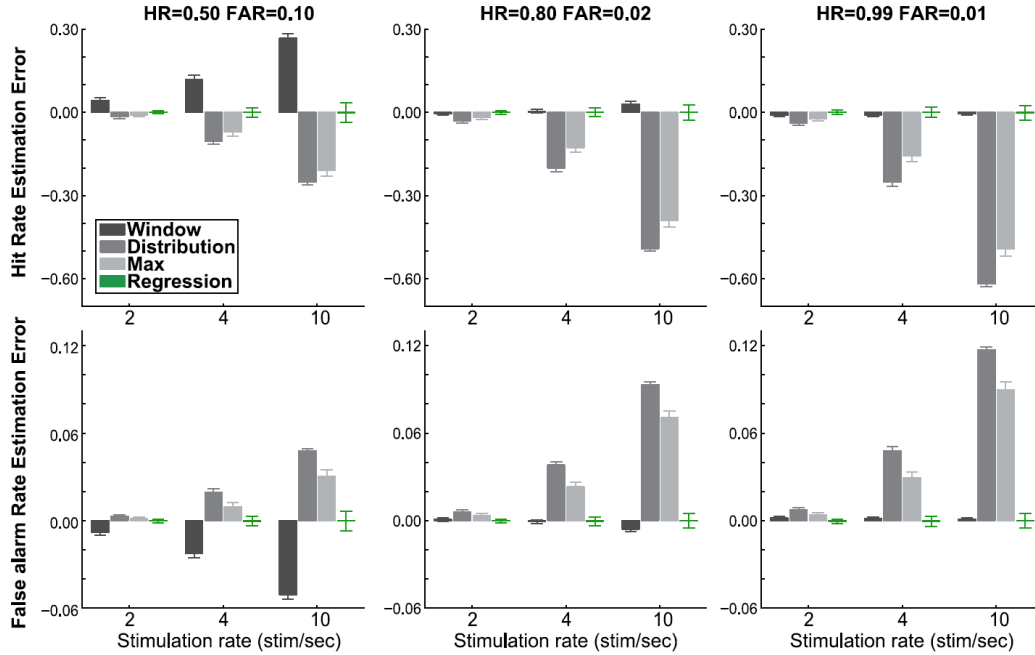 HR=0.50 FAR=0.10
HR=0.80 FAR=0.02
HR=0.99 FAR=0.01
Hit Rate Estimation Error
0.30
0.00
−0.30
−0.60
Window
Distribution
Max
Regression
2 4 10
0.30
0.00
−0.30
−0.60
2 4 10
0.30
0.00
−0.30
−0.60
2 4 10
False alarm Rate Estimation Error
0.12
0.06
0.00
−0.06
2 4 10
Stimulation rate (stim/sec)
0.12
0.06
0.00
−0.06
2 4 10
Stimulation rate (stim/sec)
0.12
0.06
0.00
−0.06
2 4 10
Stimulation rate (stim/sec)